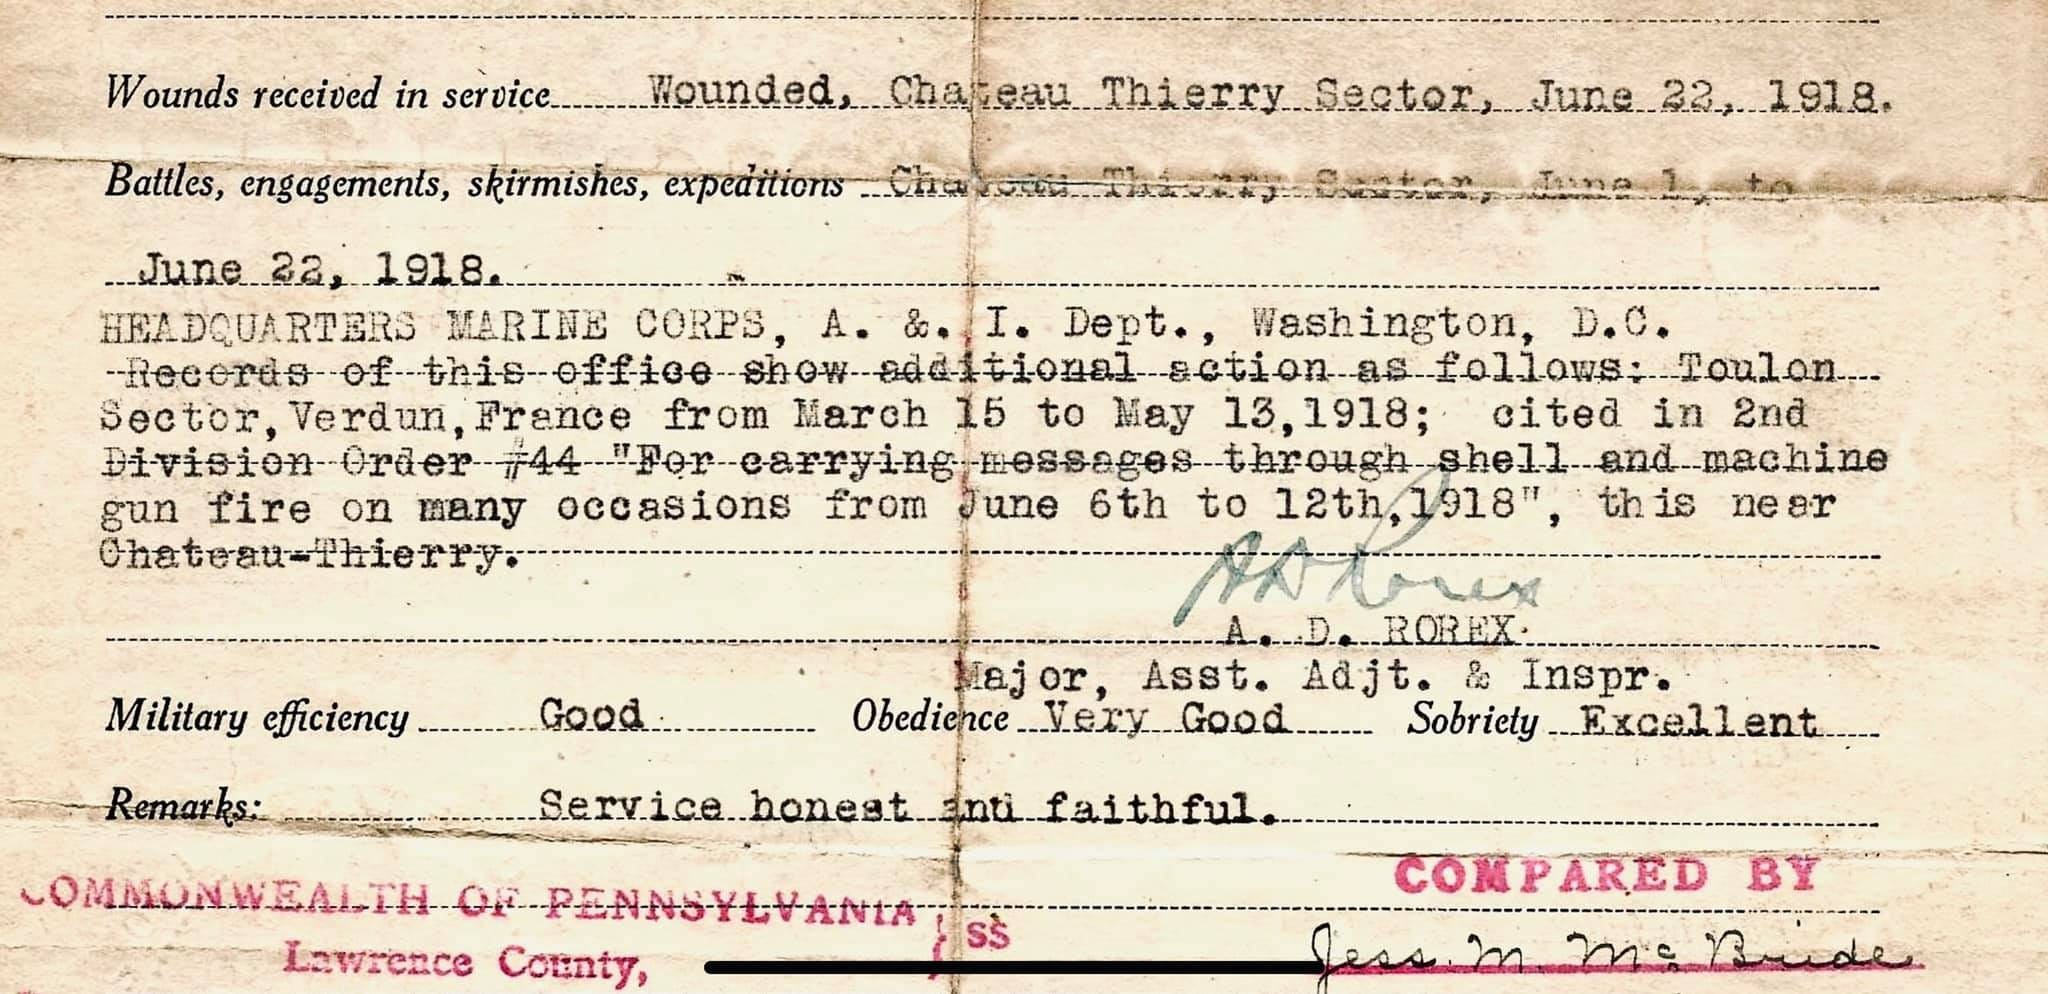 Wounds received in service Wounded, Chateau Thierry Sector, June 22, 1918.
Battles, engagements, skirmishes, expeditions Chateau Thierry Sector, June 1, to
June 22, 1918.
HEADQUARTERS MARINE CORPS, A. &. I. Dept., Washington, D.C.
Records of this office show additional action as follows: Toulon
Sector,Verdun,France from March 15 to May 13,1918; cited in 2nd
Division Order #44 "For carrying messages through shell and machine
gun fire on many occasions from June 6th to 12th,1918", this near
Chateau-Thierry.
A D Rorex
A. D. ROREX
Major, Asst. Adjt. & Inspr.
Military efficiency Good Obedience Very Good Sobriety Excellent
Remarks: Service honest and faithful.
COMPARED BY
COMMONWEALTH OF PENNSYLVANIA } SS
Lawrence County,
Jess. M. McBride